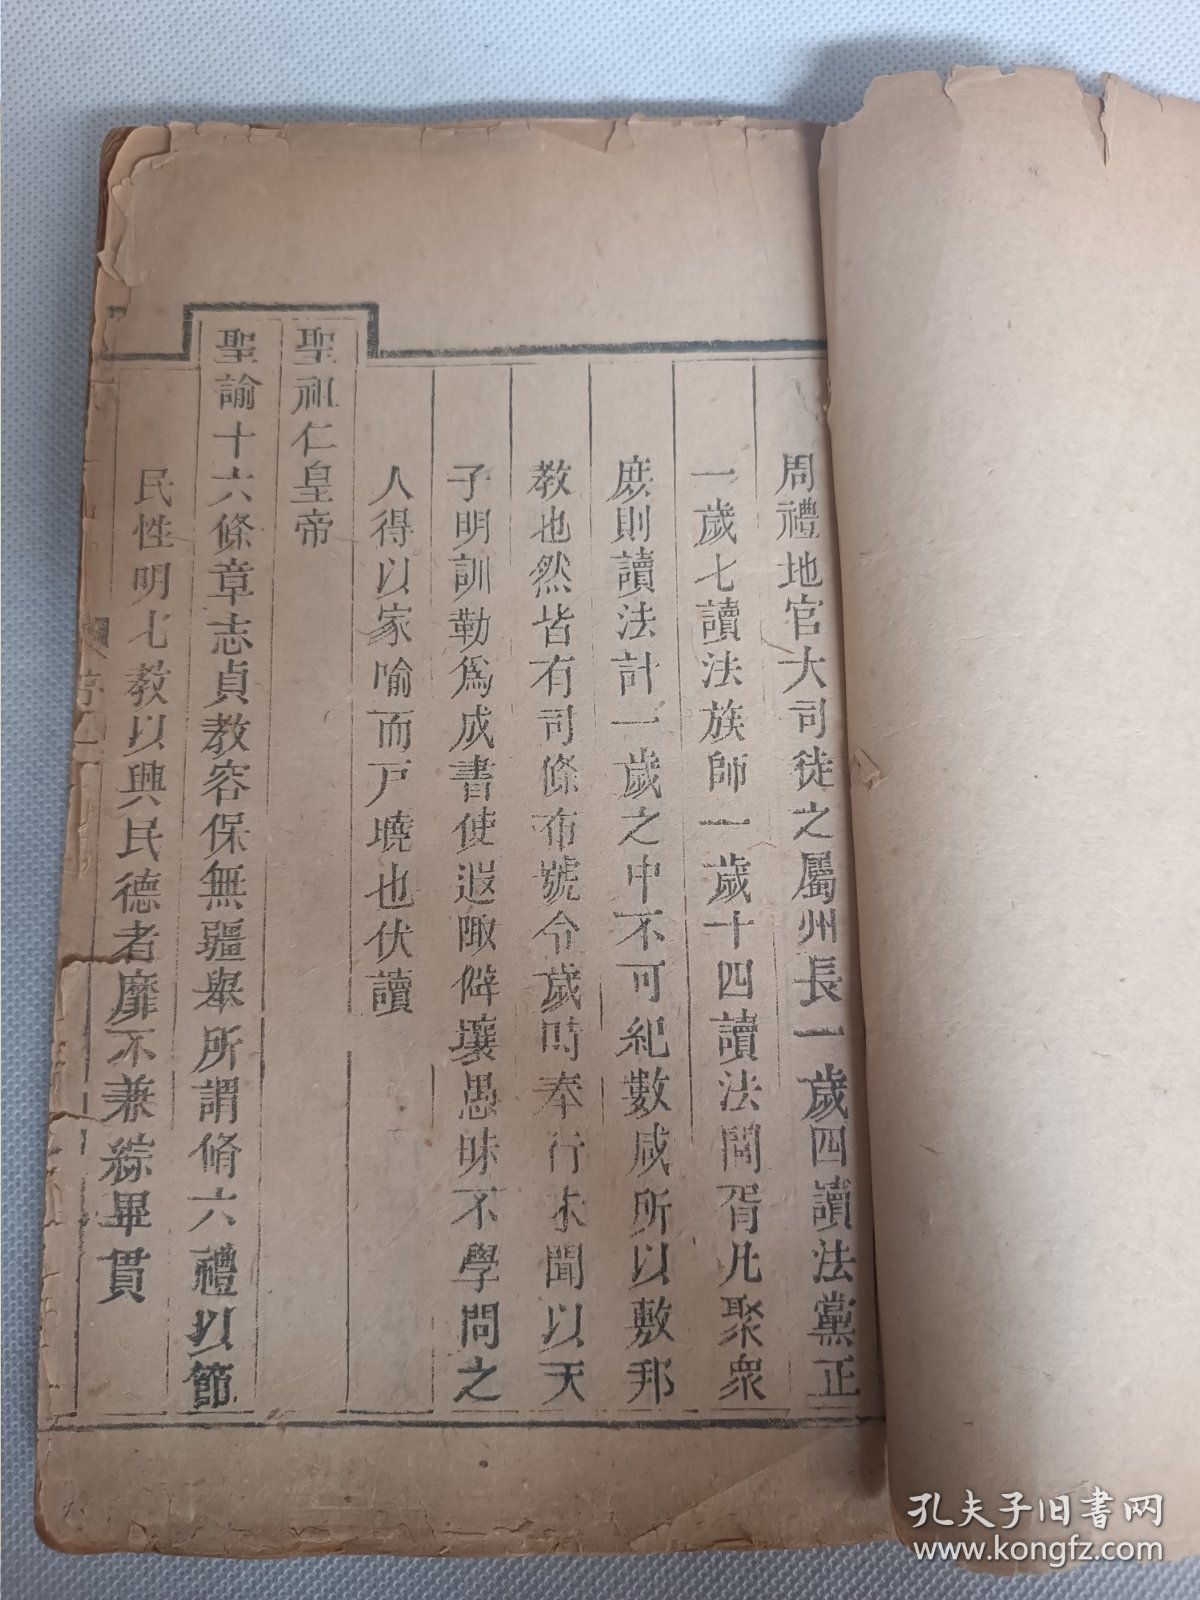 周禮地官大司徒之屬州長一歲四讀法黨正
一歲七讀法族師一歲十四讀法閭胥凡聚衆
庶則讀法計一歲之中不可紀數咸所以敷邦
教也然皆有司條布號令歲時奉行未聞以天
子明訓勒爲成書使遐陬僻壤愚昧不學問之
人得以家喻而戸曉也伏讀
聖祖仁皇帝
聖諭十六條章志貞教容保無疆舉所謂脩六禮以節
民性明七教以興民德者靡不兼綜畢貫
序
孔夫子旧书网
www.kongfz.com